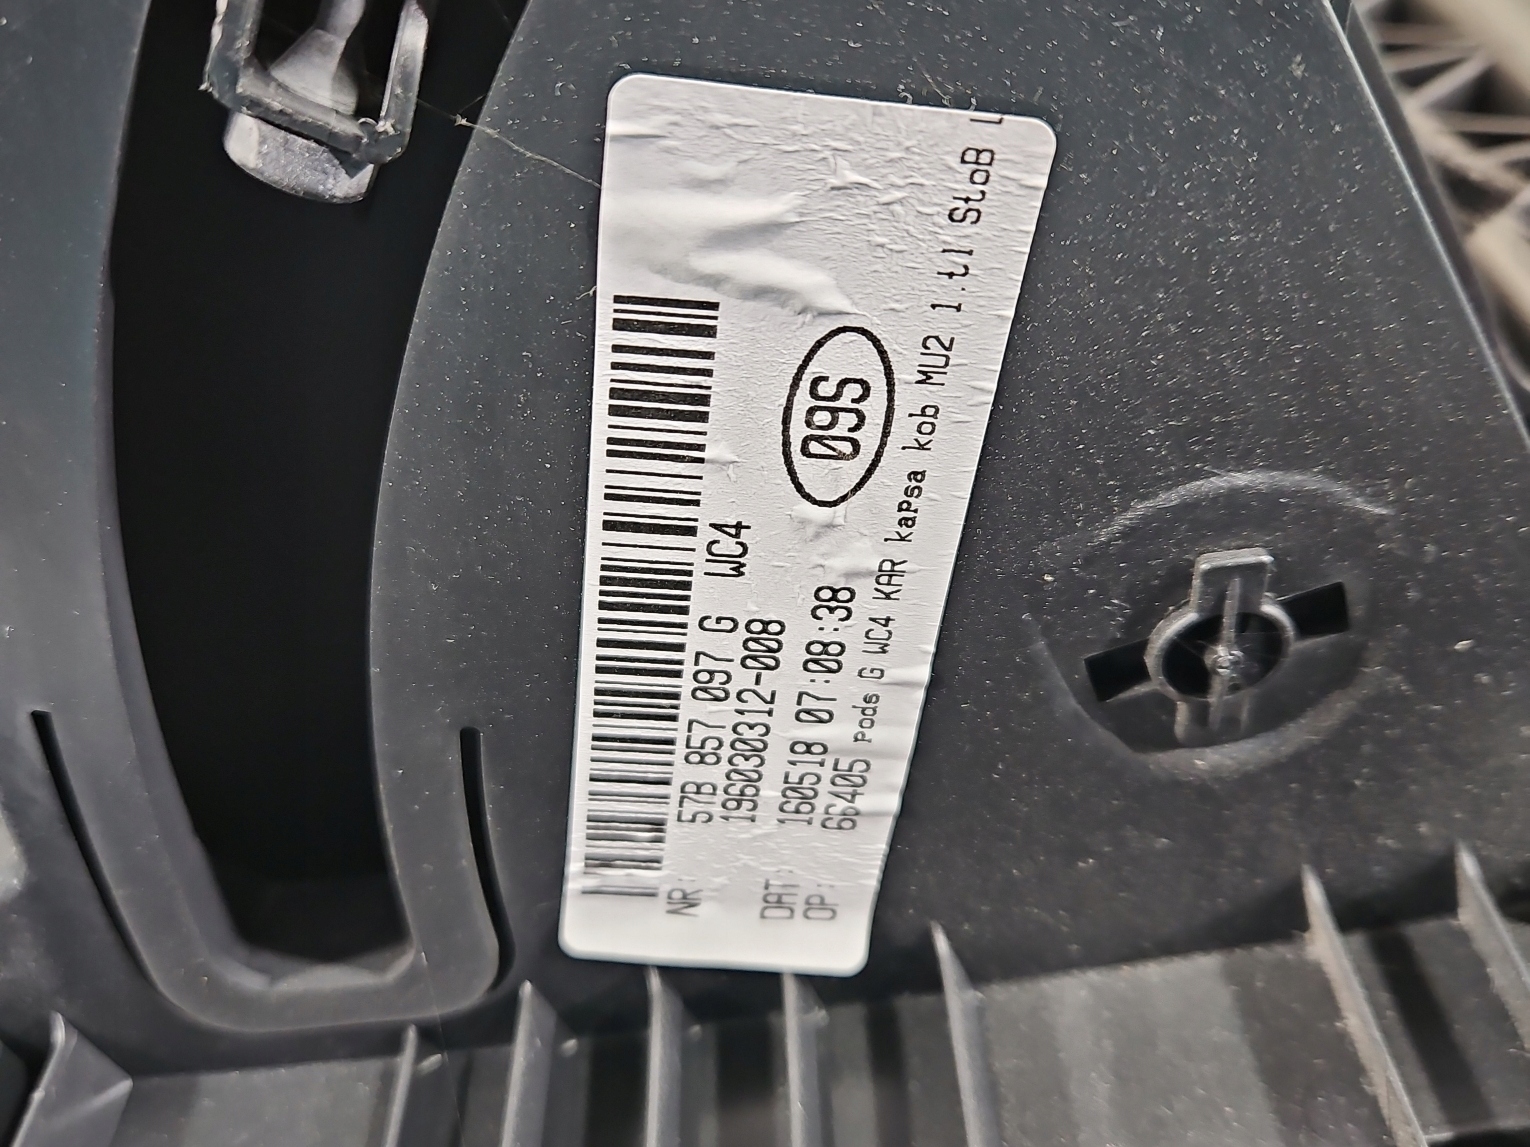 NR: 57B 857 097 G WC4
196030312-008
DAT: 160518 07:08:38
OP: 66405 Pods G WC4 KAR kaPsa kob MU2 1.tl StoB L
09S